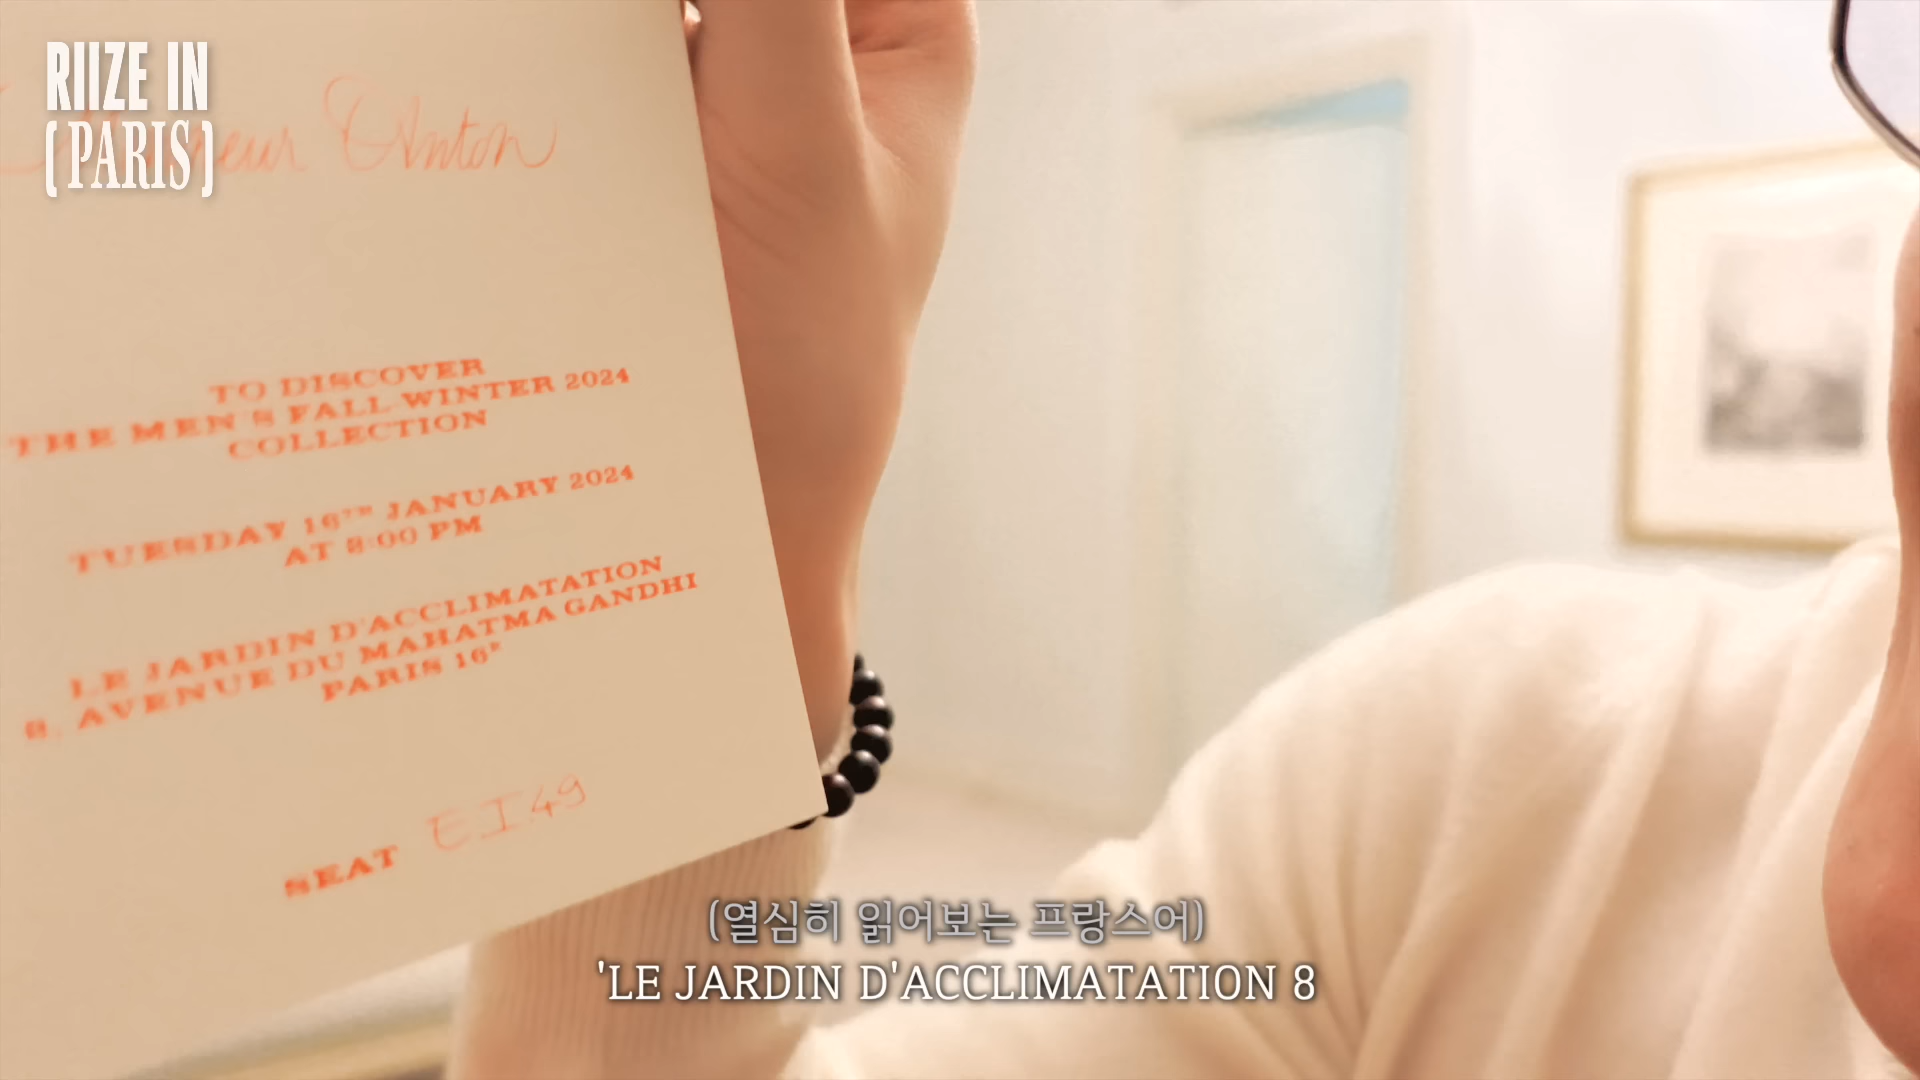 RIIZE IN
(PARIS)
Anton
TO DISCOVER
THE MEN'S FALL-WINTER 2024
COLLECTION
TUESDAY 16TH JANUARY 2024
AT 8:00 PM
LE JARDIN D'ACCLIMATATION
8, AVENUE DU MAHATMA GANDHI
PARIS 16E
SEAT EI49
(열심히 읽어보는 프랑스어)
'LE JARDIN D'ACCLIMATATION 8